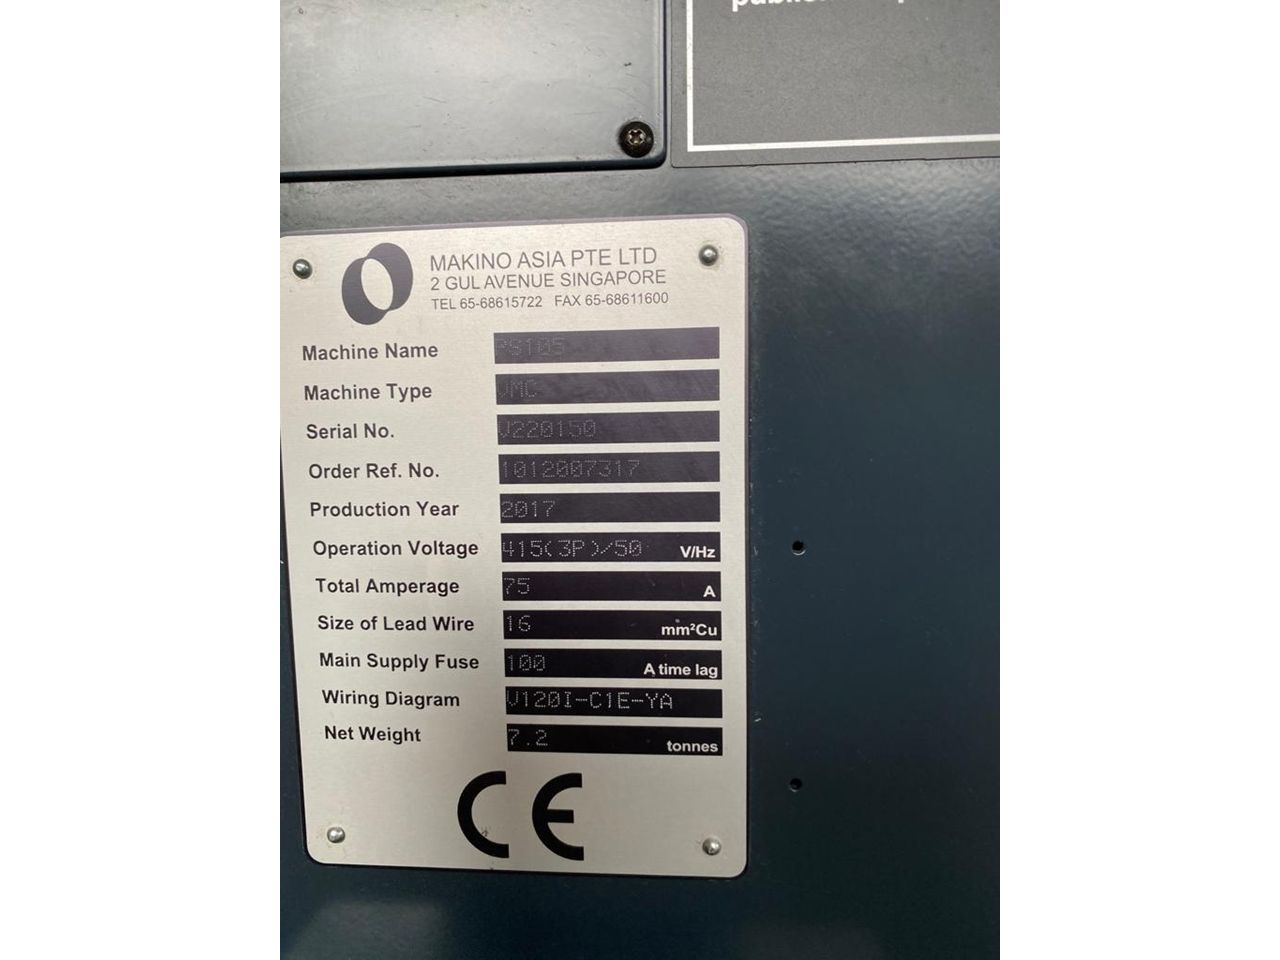 MAKINO ASIA PTE LTD
2 GUL AVENUE SINGAPORE
TEL 65-68615722 FAX 65-68611600
Machine Name PS105
Machine Type VMC
Serial No. V220150
Order Ref. No. 1012007317
Production Year 2017
Operation Voltage 415(3P)/50 V/Hz
Total Amperage 75 A
Size of Lead Wire 16 mm²Cu
Main Supply Fuse 100 A time lag
Wiring Diagram V120I-C1E-YA
Net Weight 7.2 tonnes
CE